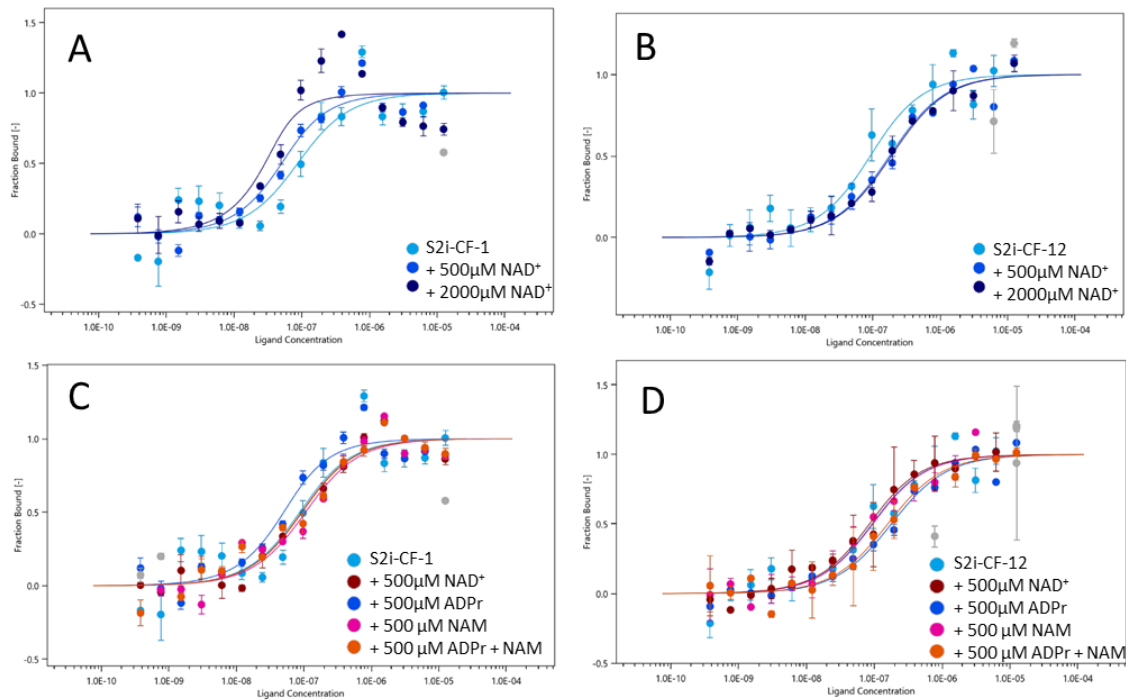 A
1.5
1.0
0.5
0.0
-0.5
Fraction Bound [-]
S2i-CF-1
+ 500µM NAD⁺
+ 2000µM NAD⁺
1.0E-10 1.0E-09 1.0E-08 1.0E-07 1.0E-06 1.0E-05 1.0E-04
Ligand Concentration
B
1.0
0.5
0.0
Fraction Bound [-]
S2i-CF-12
+ 500µM NAD⁺
+ 2000µM NAD⁺
1.0E-10 1.0E-09 1.0E-08 1.0E-07 1.0E-06 1.0E-05 1.0E-04
Ligand Concentration
C
1.5
1.0
0.5
0.0
-0.5
Fraction Bound [-]
S2i-CF-1
+ 500µM NAD⁺
+ 500µM ADPr
+ 500 µM NAM
+ 500 µM ADPr + NAM
1.0E-10 1.0E-09 1.0E-08 1.0E-07 1.0E-06 1.0E-05 1.0E-04
Ligand Concentration
D
1.5
1.0
0.5
0.0
-0.5
Fraction Bound [-]
S2i-CF-12
+ 500µM NAD⁺
+ 500µM ADPr
+ 500 µM NAM
+ 500 µM ADPr + NAM
1.0E-10 1.0E-09 1.0E-08 1.0E-07 1.0E-06 1.0E-05 1.0E-04
Ligand Concentration